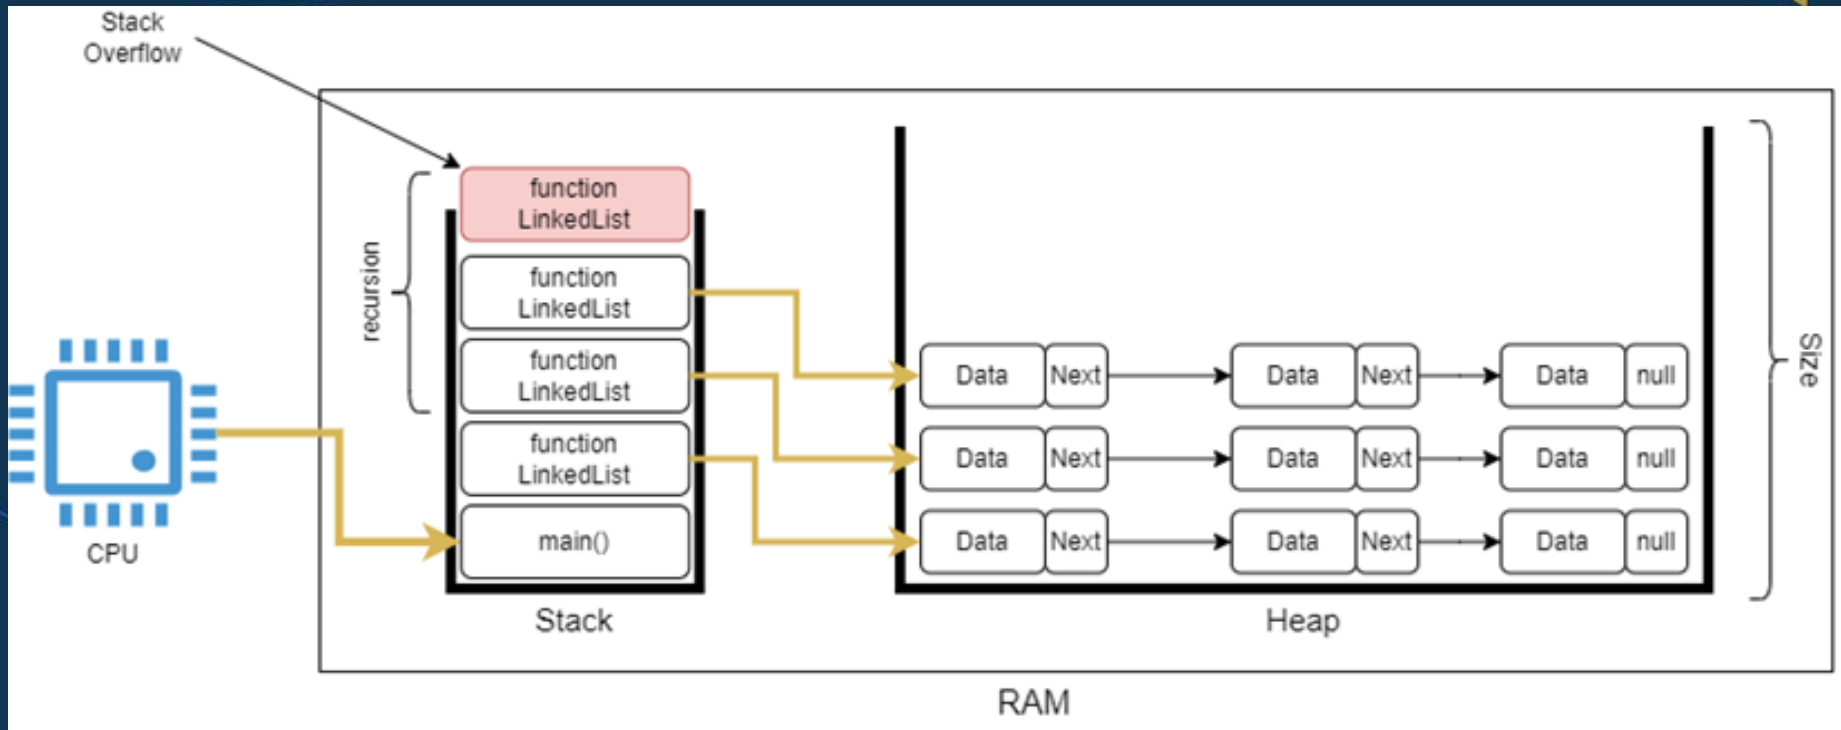 Stack
Overflow
function
LinkedList
recursion
function
LinkedList
function
LinkedList
function
LinkedList
main()
Stack
CPU
Data Next Data Next Data null
Data Next Data Next Data null
Data Next Data Next Data null
Heap
Size
RAM